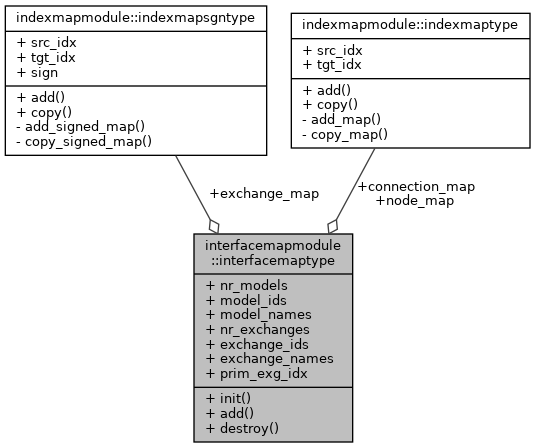 indexmapmodule::indexmapsgntype
+ src_idx
+ tgt_idx
+ sign
+ add()
+ copy()
- add_signed_map()
- copy_signed_map()
indexmapmodule::indexmaptype
+ src_idx
+ tgt_idx
+ add()
+ copy()
- add_map()
- copy_map()
+exchange_map
+connection_map
+node_map
interfacemapmodule
::interfacemaptype
+ nr_models
+ model_ids
+ model_names
+ nr_exchanges
+ exchange_ids
+ exchange_names
+ prim_exg_idx
+ init()
+ add()
+ destroy()